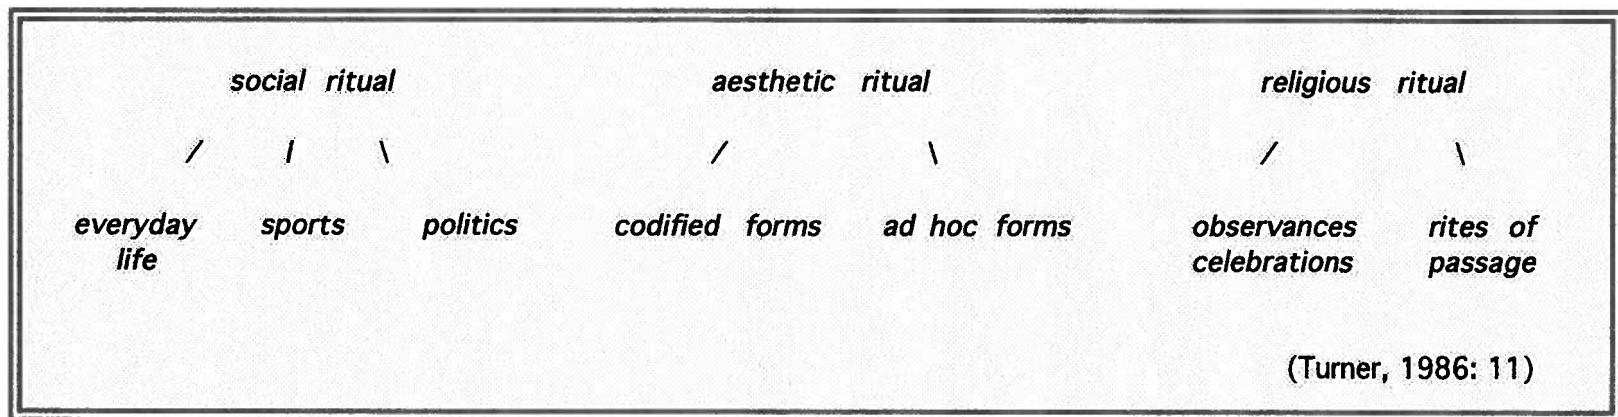 social ritual aesthetic ritual religious ritual
/ | \ / \ / \
everyday sports politics codified forms ad hoc forms observances rites of
life celebrations passage
(Turner, 1986: 11)